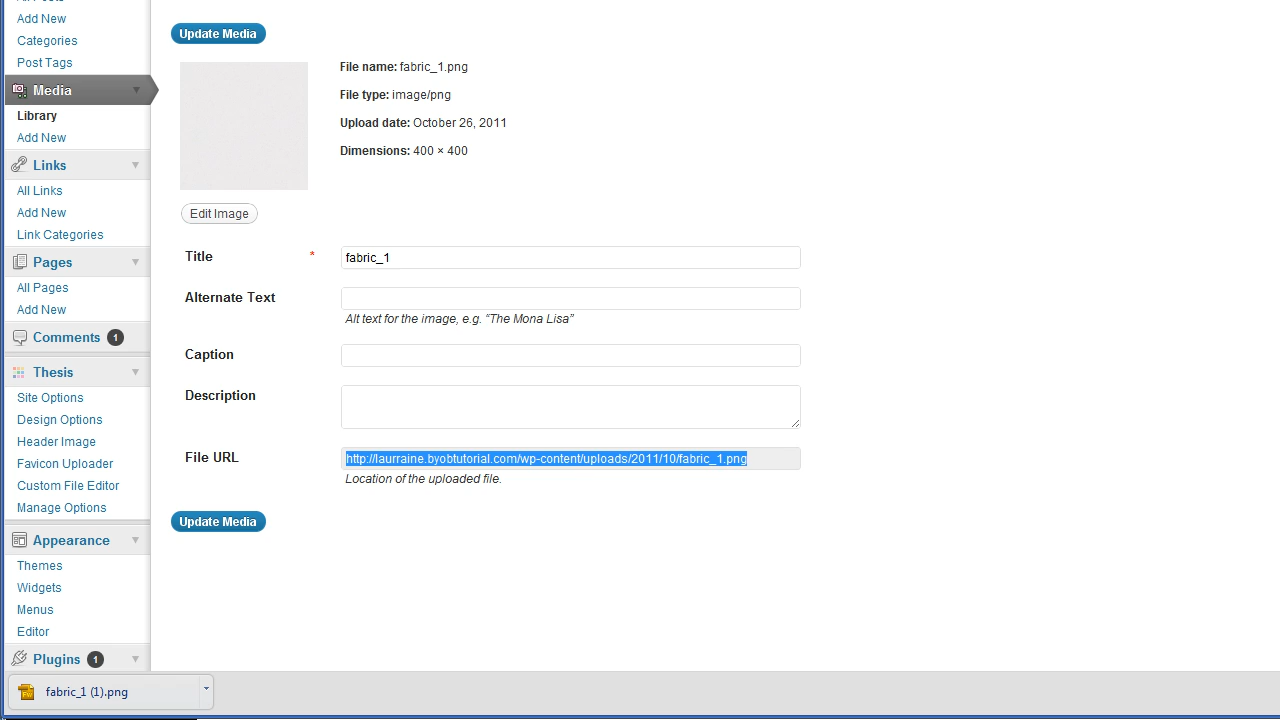 Add New
Categories
Post Tags
Media
Library
Add New
Links
All Links
Add New
Link Categories
Pages
All Pages
Add New
Comments 1
Thesis
Site Options
Design Options
Header Image
Favicon Uploader
Custom File Editor
Manage Options
Appearance
Themes
Widgets
Menus
Editor
Plugins 1
Update Media
File name: fabric_1.png
File type: image/png
Upload date: October 26, 2011
Dimensions: 400 × 400
Edit Image
Title * fabric_1
Alternate Text
Alt text for the image, e.g. “The Mona Lisa”
Caption
Description
File URL http://laurraine.byobtutorial.com/wp-content/uploads/2011/10/fabric_1.png
Location of the uploaded file.
Update Media
fabric_1 (1).png